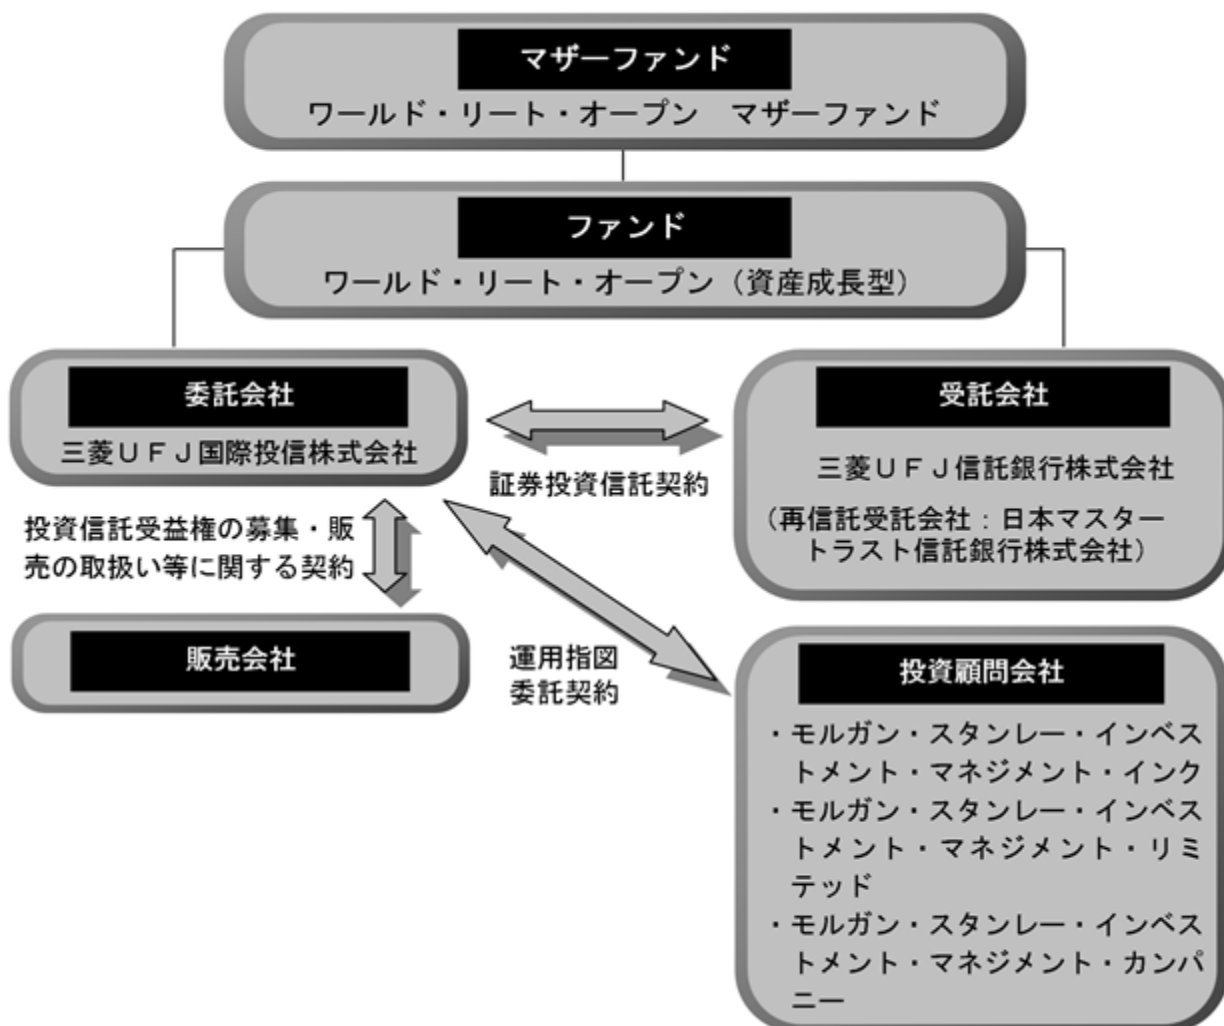 マザーファンド
ワールド・リート・オープン　マザーファンド
ファンド
ワールド・リート・オープン（資産成長型）
委託会社
三菱ＵＦＪ国際投信株式会社
受託会社
三菱ＵＦＪ信託銀行株式会社
（再信託受託会社：日本マスター
トラスト信託銀行株式会社）
証券投資信託契約
投資信託受益権の募集・販
売の取扱い等に関する契約
販売会社
運用指図
委託契約
投資顧問会社
・モルガン・スタンレー・インベス
トメント・マネジメント・インク
・モルガン・スタンレー・インベス
トメント・マネジメント・リミ
テッド
・モルガン・スタンレー・インベス
トメント・マネジメント・カンパ
ニー